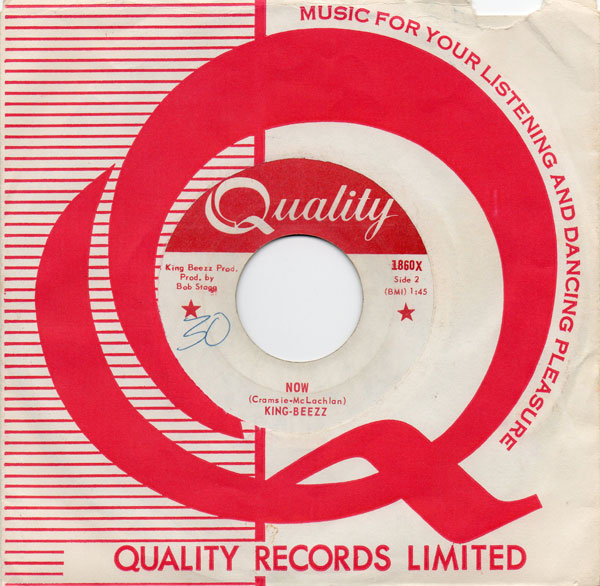 MUSIC FOR YOUR LISTENING AND DANCING PLEASURE
Quality
King Beezz Prod.
Prod. by
Bob Stagg
1860X
Side 2
(BMI) 1:45
30
NOW
(Cramsie-McLachlan)
KING-BEEZZ
QUALITY RECORDS LIMITED